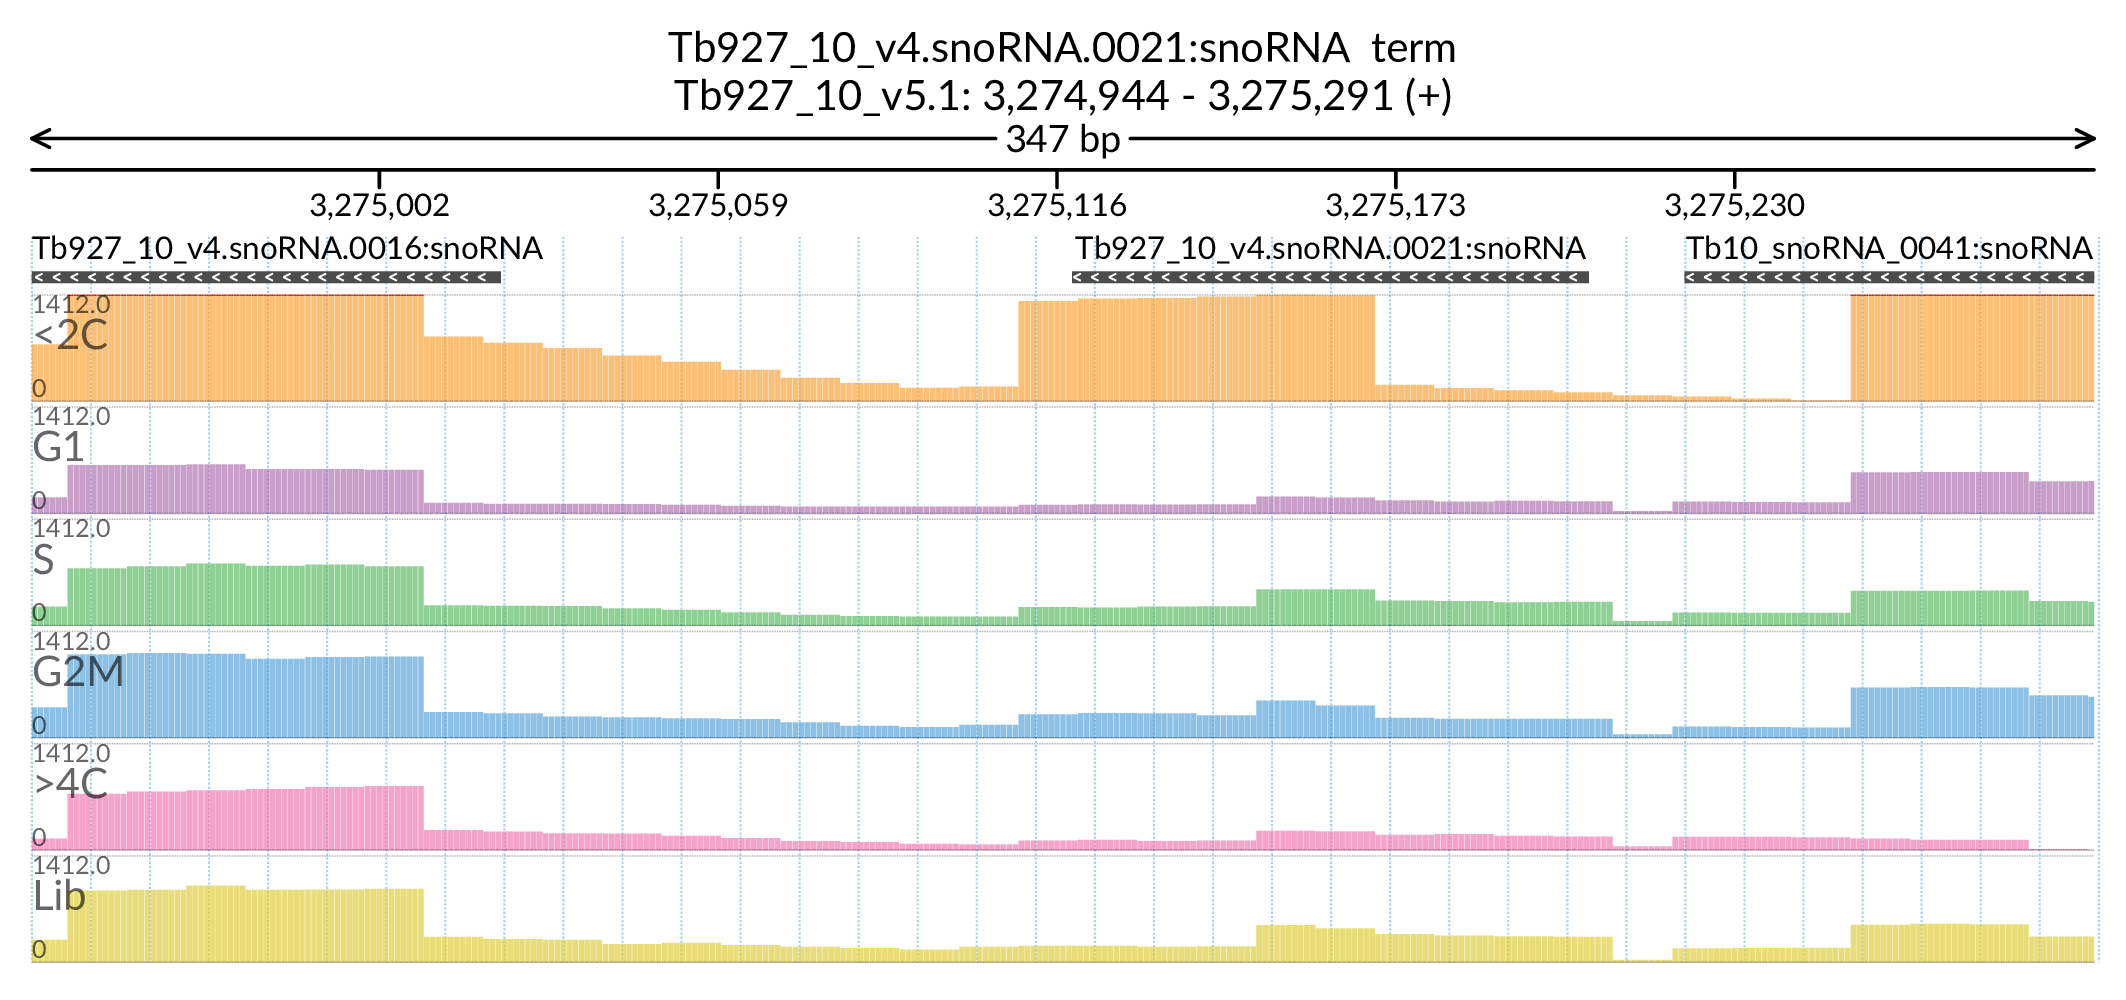 Tb927_10_v4.snoRNA.0021:snoRNA term
Tb927_10_v5.1: 3,274,944 - 3,275,291 (+)
347 bp
3,275,002 3,275,059 3,275,116 3,275,173 3,275,230
Tb927_10_v4.snoRNA.0016:snoRNA Tb927_10_v4.snoRNA.0021:snoRNA Tb10_snoRNA_0041:snoRNA
1412.0
<2C
0
1412.0
G1
0
1412.0
S
0
1412.0
G2M
0
1412.0
>4C
0
1412.0
Lib
0